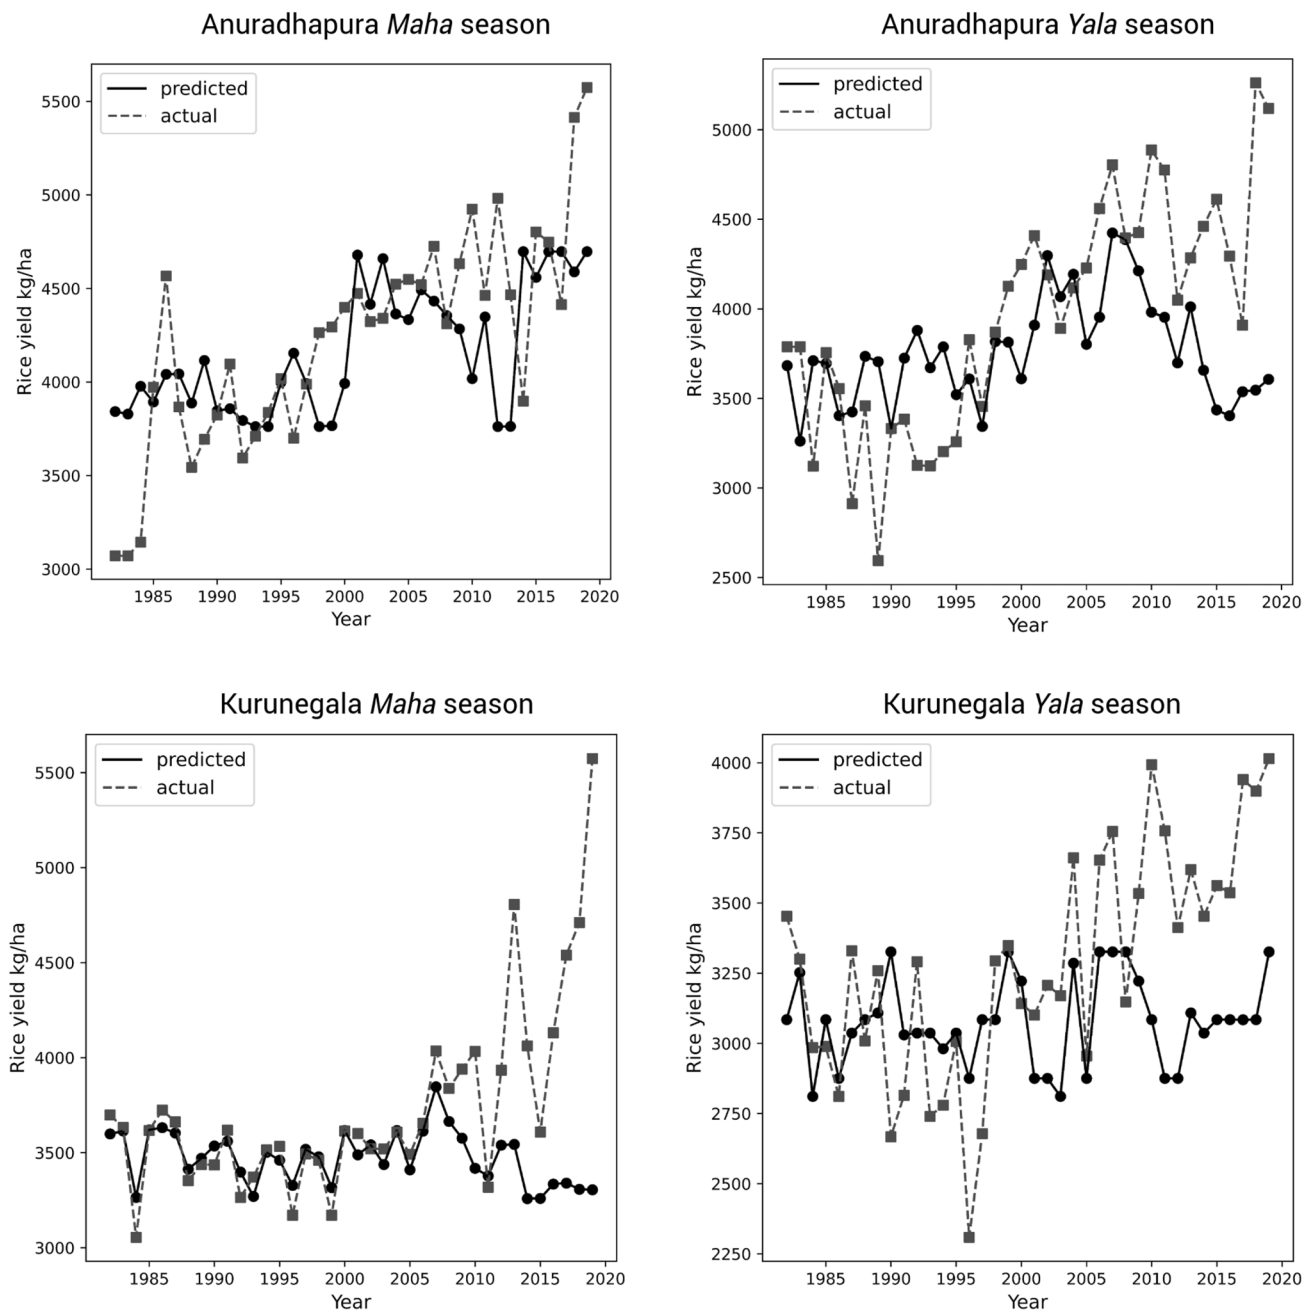 Anuradhapura Maha season
predicted
actual
5500
5000
4500
4000
3500
3000
Rice yield kg/ha
1985 1990 1995 2000 2005 2010 2015 2020
Year
Anuradhapura Yala season
predicted
actual
5000
4500
4000
3500
3000
2500
Rice yield kg/ha
1985 1990 1995 2000 2005 2010 2015 2020
Year
Kurunegala Maha season
predicted
actual
5500
5000
4500
4000
3500
3000
Rice yield kg/ha
1985 1990 1995 2000 2005 2010 2015 2020
Year
Kurunegala Yala season
predicted
actual
4000
3750
3500
3250
3000
2750
2500
2250
Rice yield kg/ha
1985 1990 1995 2000 2005 2010 2015 2020
Year